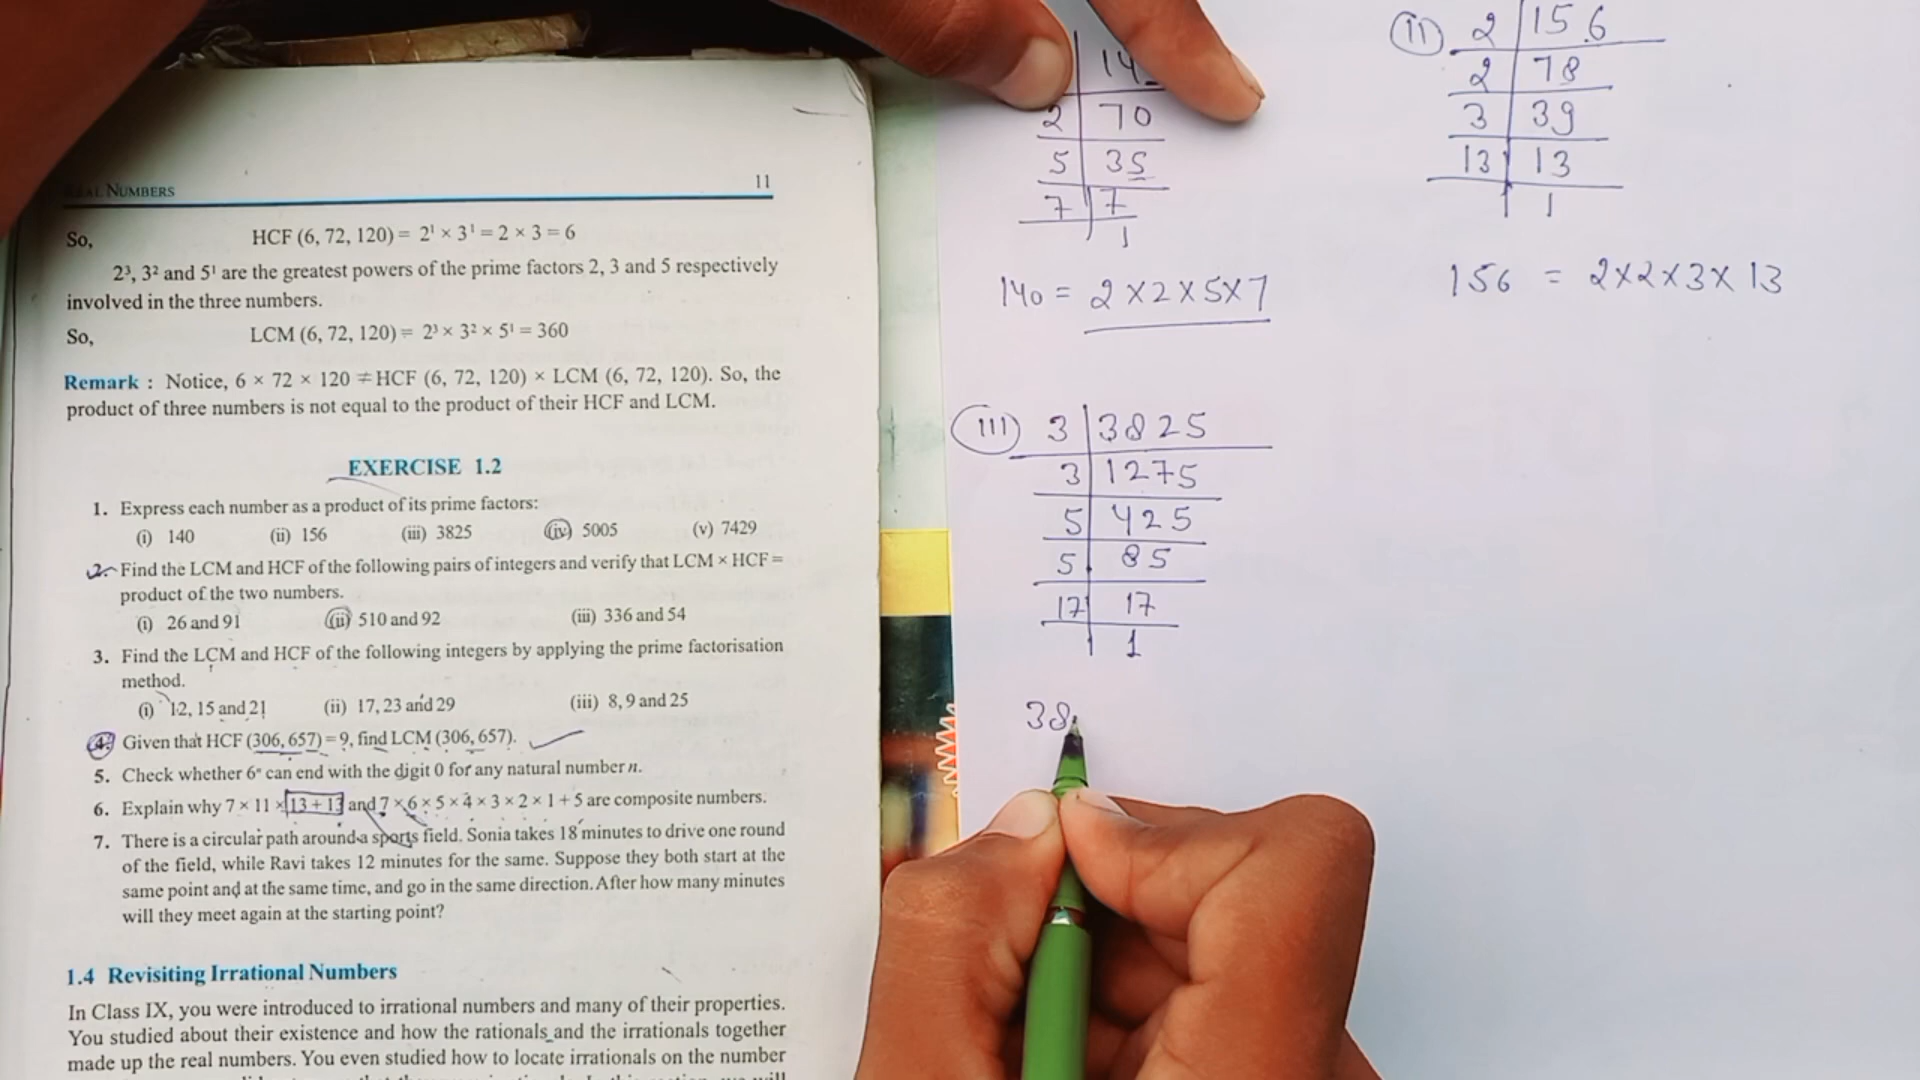 REAL NUMBERS 11
So, HCF (6, 72, 120) = 2¹ × 3¹ = 2 × 3 = 6
2³, 3² and 5¹ are the greatest powers of the prime factors 2, 3 and 5 respectively
involved in the three numbers.
So, LCM (6, 72, 120) = 2³ × 3² × 5¹ = 360
Remark : Notice, 6 × 72 × 120 ≠ HCF (6, 72, 120) × LCM (6, 72, 120). So, the
product of three numbers is not equal to the product of their HCF and LCM.
EXERCISE 1.2
1. Express each number as a product of its prime factors:
(i) 140 (ii) 156 (iii) 3825 (iv) 5005 (v) 7429
2. Find the LCM and HCF of the following pairs of integers and verify that LCM × HCF =
product of the two numbers.
(i) 26 and 91 (ii) 510 and 92 (iii) 336 and 54
3. Find the LCM and HCF of the following integers by applying the prime factorisation
method.
(i) 12, 15 and 21 (ii) 17, 23 and 29 (iii) 8, 9 and 25
4. Given that HCF (306, 657) = 9, find LCM (306, 657).
5. Check whether 6ⁿ can end with the digit 0 for any natural number n.
6. Explain why 7 × 11 × 13 + 13 and 7 × 6 × 5 × 4 × 3 × 2 × 1 + 5 are composite numbers.
7. There is a circular path around a sports field. Sonia takes 18 minutes to drive one round
of the field, while Ravi takes 12 minutes for the same. Suppose they both start at the
same point and at the same time, and go in the same direction. After how many minutes
will they meet again at the starting point?
1.4 Revisiting Irrational Numbers
In Class IX, you were introduced to irrational numbers and many of their properties.
You studied about their existence and how the rationals and the irrationals together
made up the real numbers. You even studied how to locate irrationals on the number
14
2 70
5 35
7 7
1
140 = 2×2×5×7
(ii) 2 156
2 78
3 39
13 13
1
156 = 2×2×3×13
(iii) 3 3825
3 1275
5 425
5 85
17 17
1
38